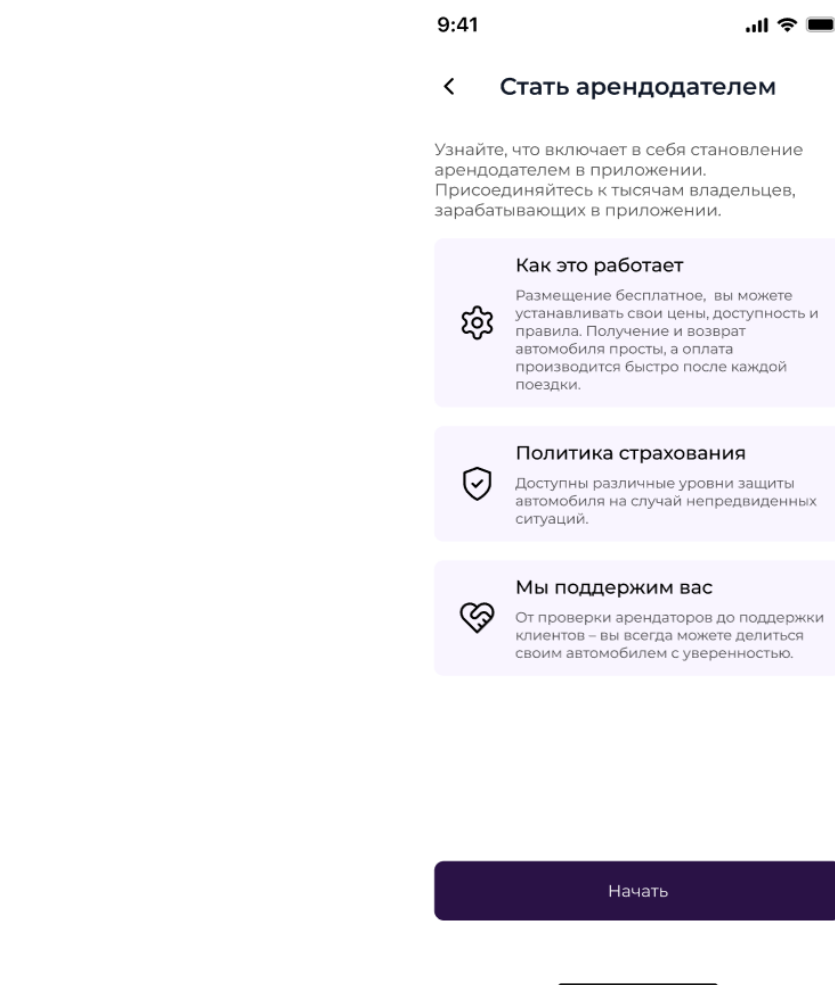 9:41
Стать арендодателем
Узнайте, что включает в себя становление
арендодателем в приложении.
Присоединяйтесь к тысячам владельцев,
зарабатывающих в приложении.
Как это работает
Размещение бесплатное,  вы можете
устанавливать свои цены, доступность и
правила. Получение и возврат
автомобиля просты, а оплата
производится быстро после каждой
поездки.
Политика страхования
Доступны различные уровни защиты
автомобиля на случай непредвиденных
ситуаций.
Мы поддержим вас
От проверки арендаторов до поддержки
клиентов – вы всегда можете делиться
своим автомобилем с уверенностью.
Начать